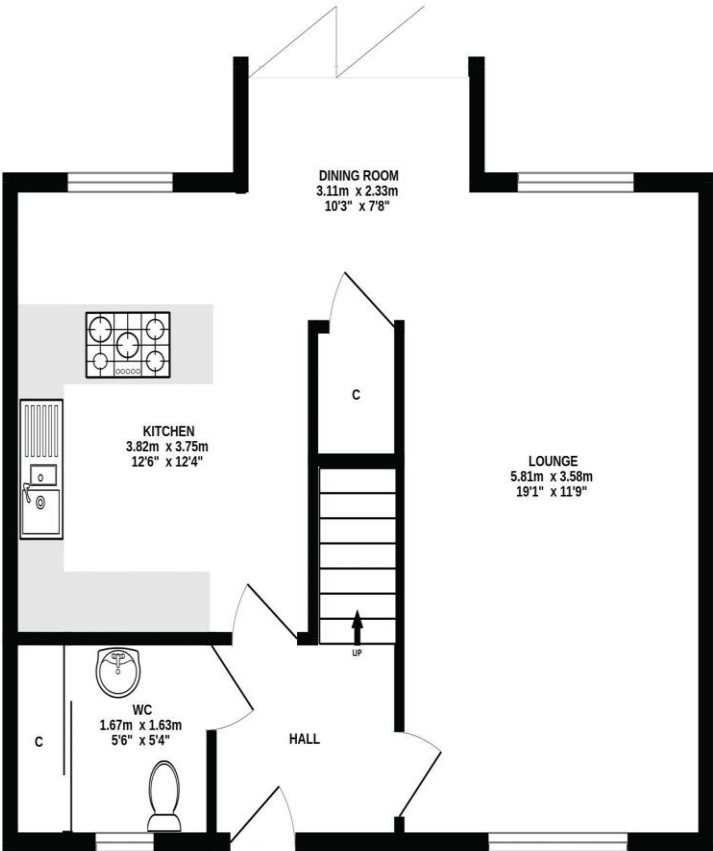 DINING ROOM
3.11m x 2.33m
10'3" x 7'8"
C
KITCHEN
3.82m x 3.75m
12'6" x 12'4"
LOUNGE
5.81m x 3.58m
19'1" x 11'9"
UP
WC
1.67m x 1.63m
5'6" x 5'4"
C
HALL